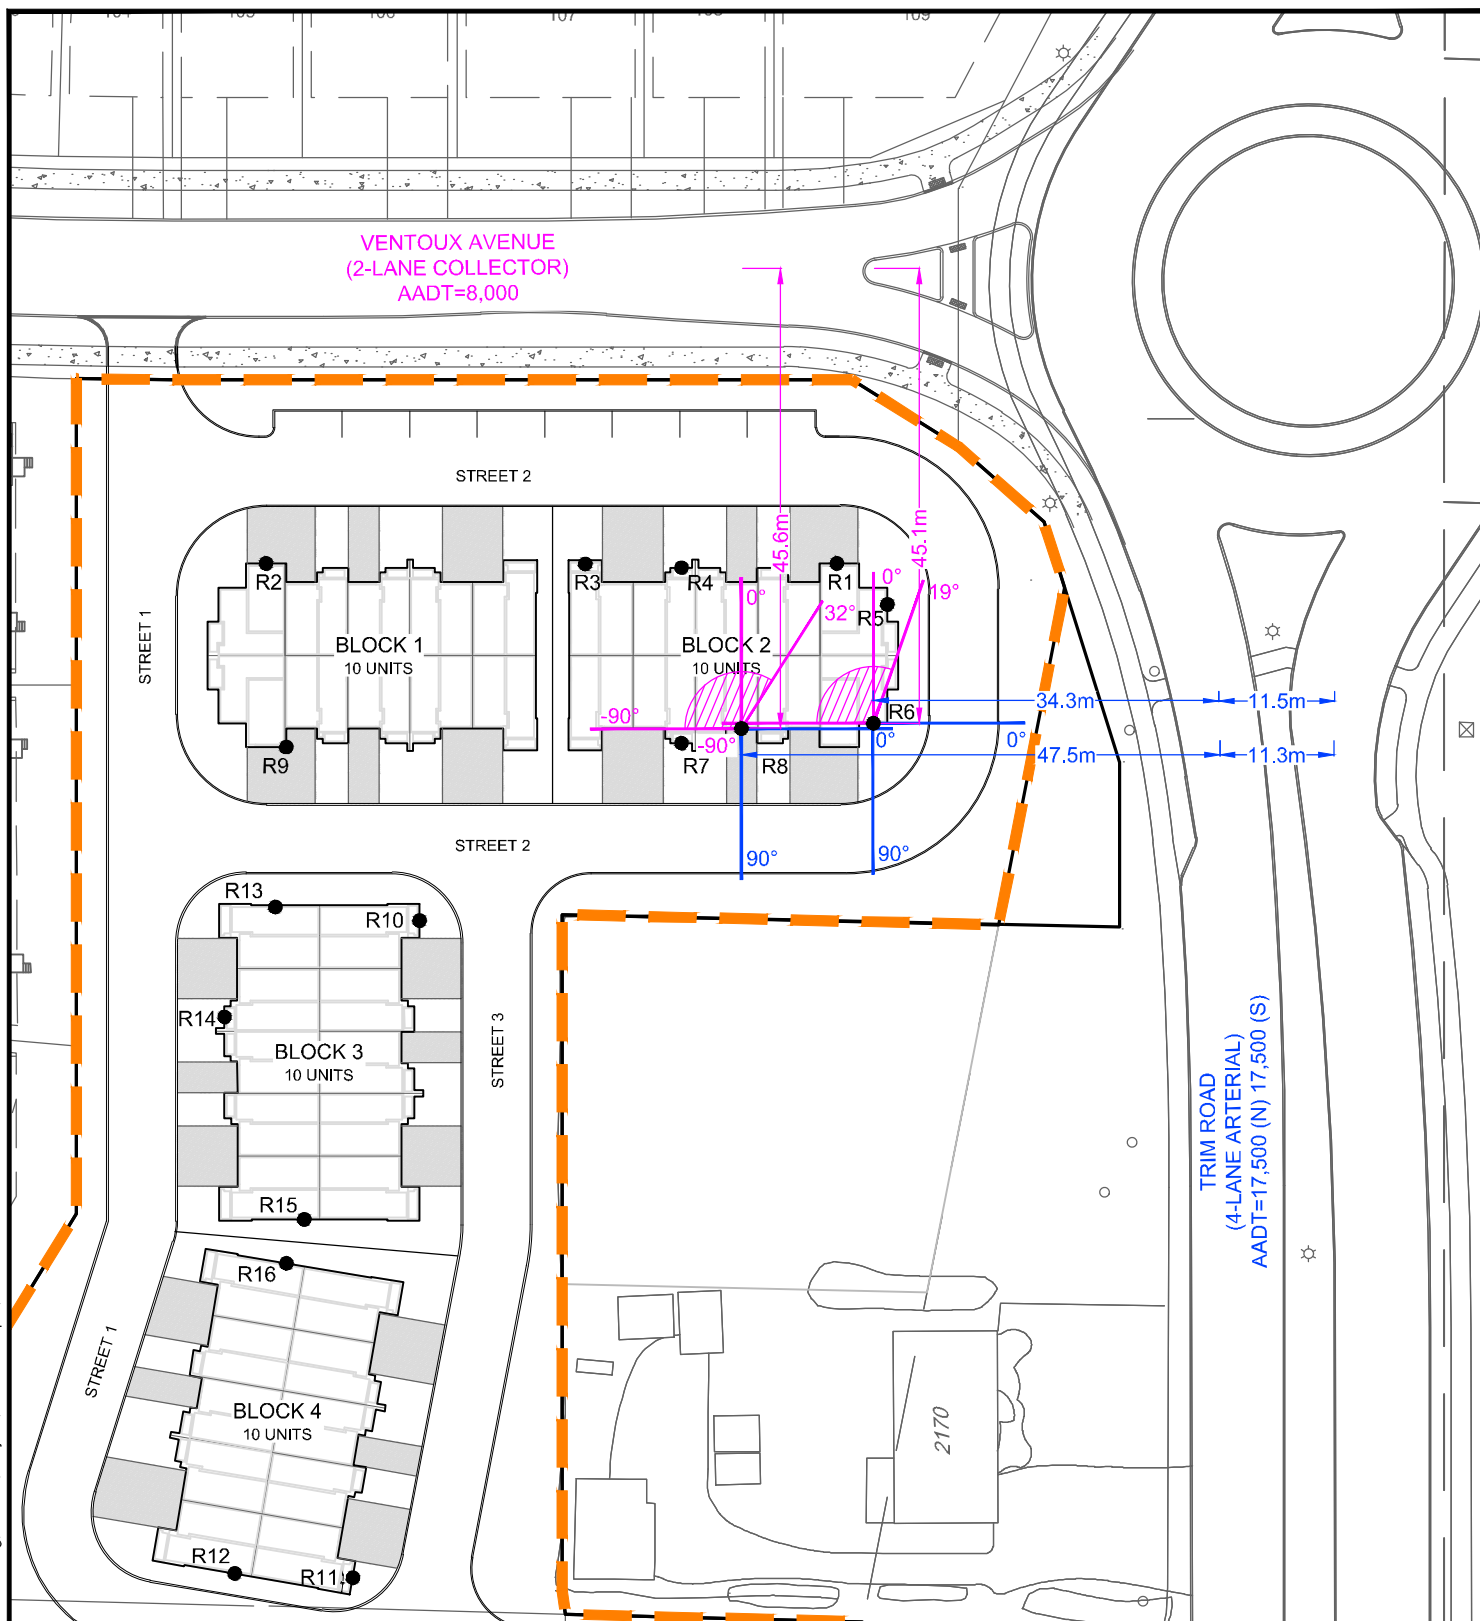 109
VENTOUX AVENUE
(2-LANE COLLECTOR)
AADT=8,000
STREET 2
45.6m
45.1m
R2
R3
R4
R1
0°
0°
19°
R5
32°
STREET 1
BLOCK 1
10 UNITS
BLOCK 2
10 UNITS
34.3m
11.5m
-90°
R6
-90°
0°
0°
R9
R7
R8
47.5m
11.3m
STREET 2
90°
90°
R13
R10
R14
BLOCK 3
10 UNITS
STREET 3
TRIM ROAD
(4-LANE ARTERIAL)
AADT=17,500 (N) 17,500 (S)
R15
R16
STREET 1
BLOCK 4
10 UNITS
2170
R12
R11